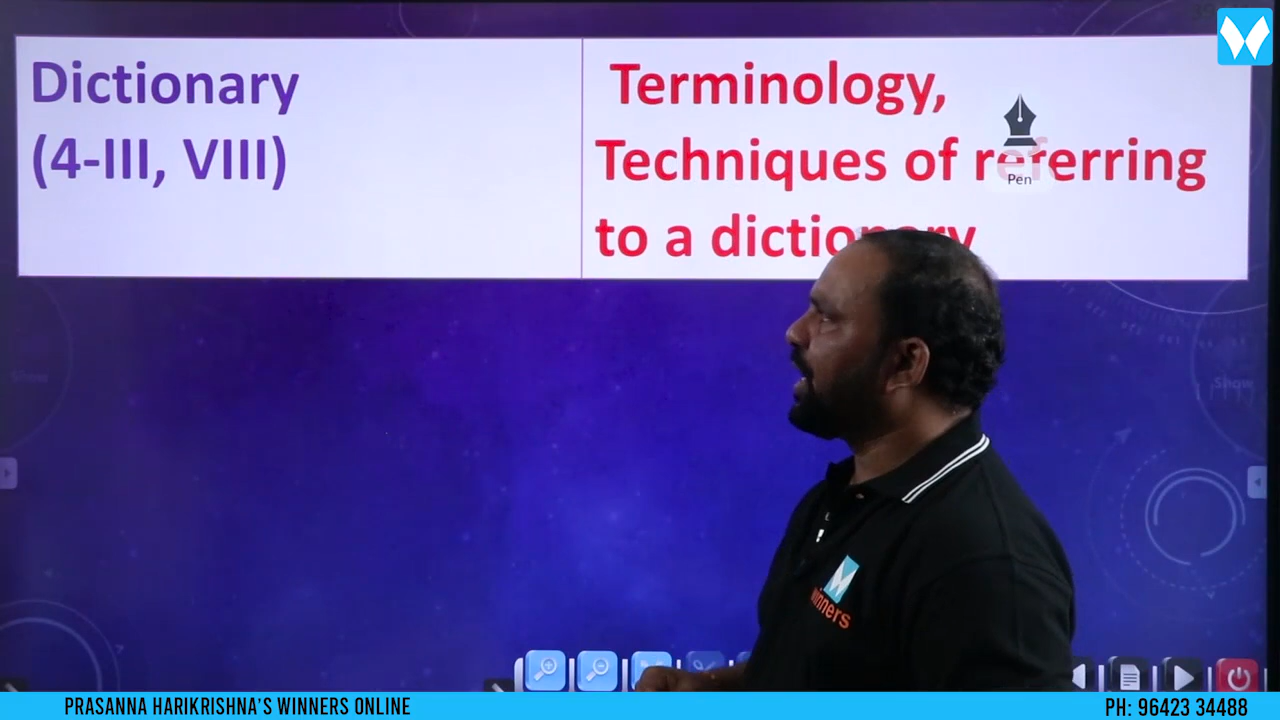 Dictionary
(4-III, VIII)
Terminology,
Techniques of referring
to a dictionary
Pen
winners
PRASANNA HARIKRISHNA'S WINNERS ONLINE
PH: 96423 34488